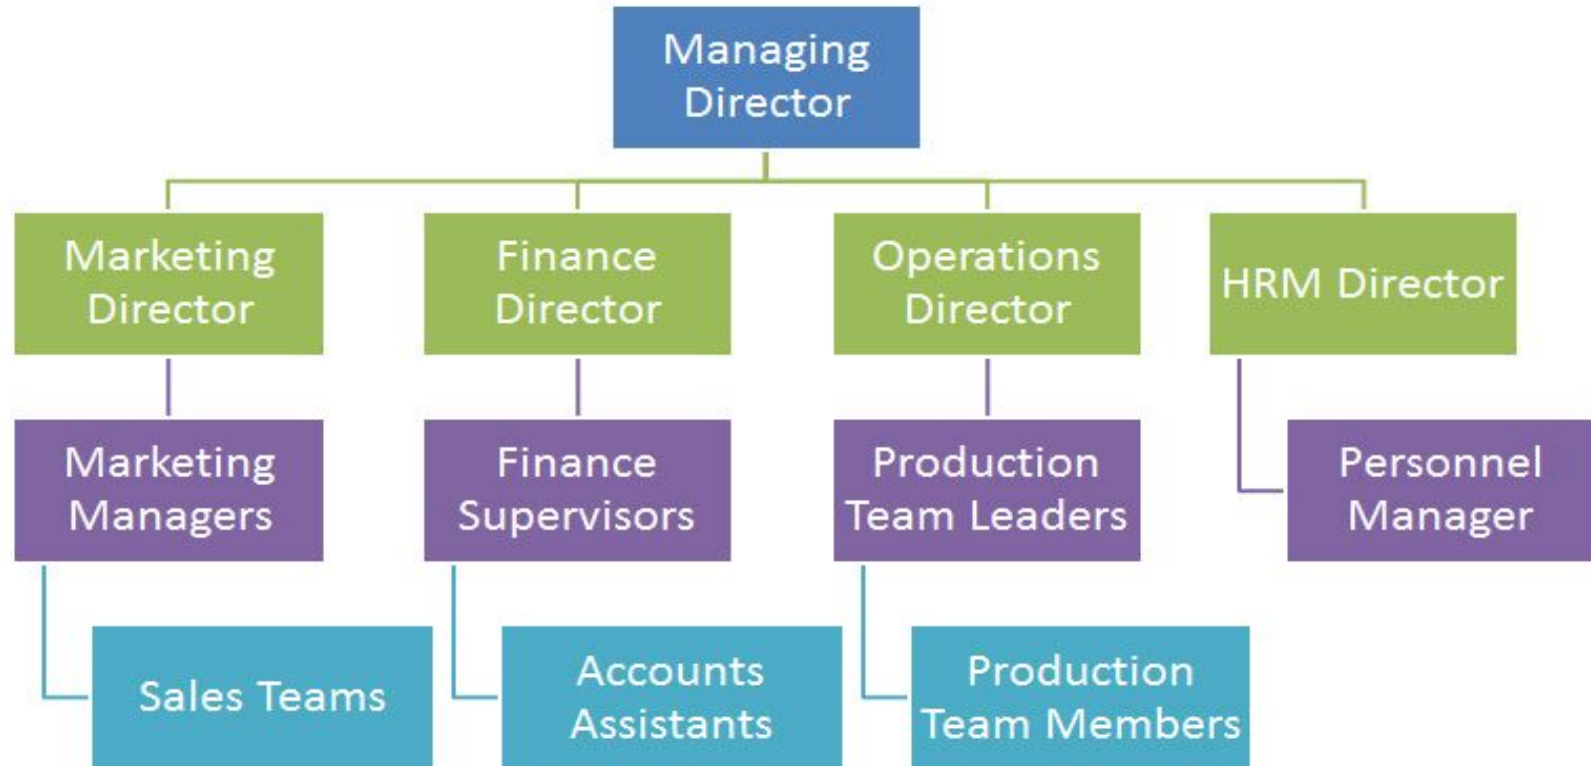 Managing
Director
Marketing
Director
Finance
Director
Operations
Director
HRM Director
Marketing
Managers
Finance
Supervisors
Production
Team Leaders
Personnel
Manager
Sales Teams
Accounts
Assistants
Production
Team Members